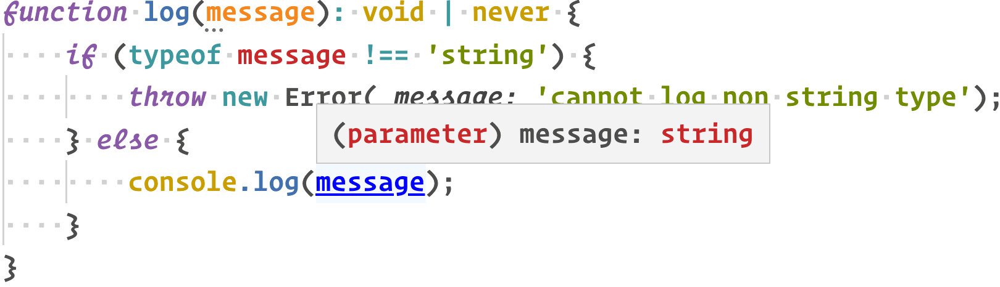 function log(message): void | never {
    if (typeof message !== 'string') {
        throw new Error( message: 'cannot log non string type');
(parameter) message: string
    } else {
        console.log(message);
    }
}